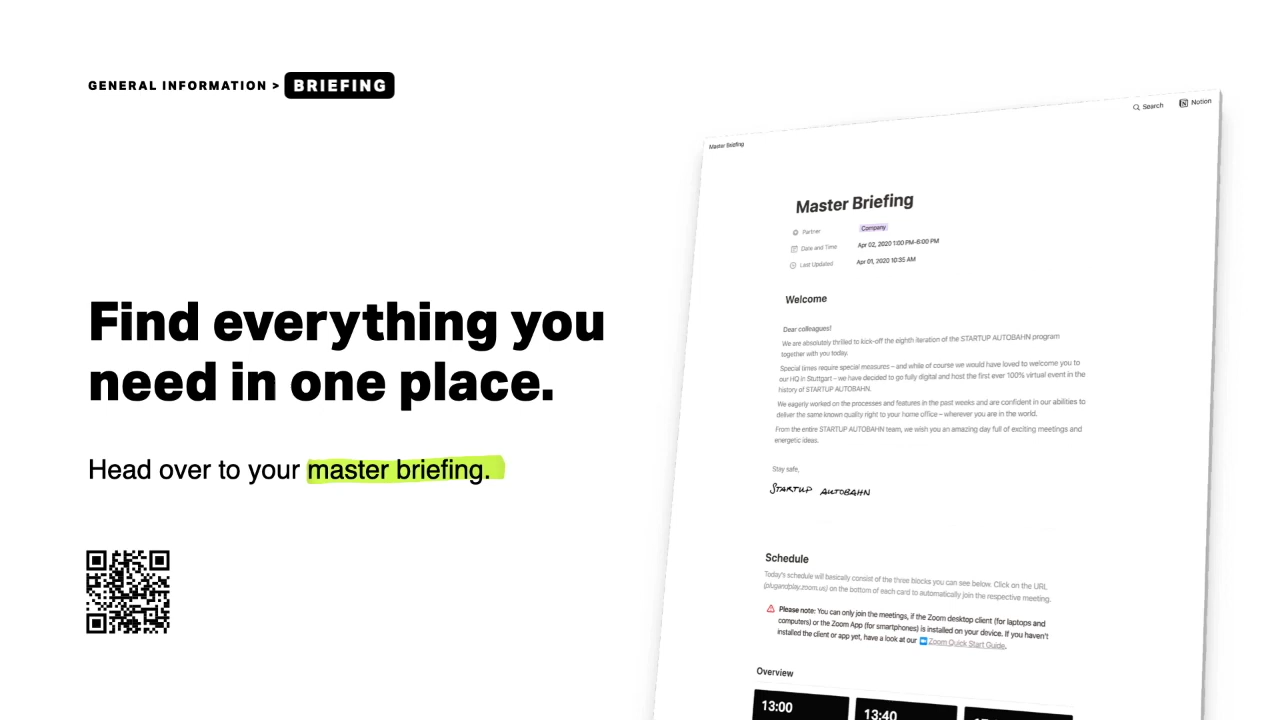 GENERAL INFORMATION > BRIEFING
Find everything you
need in one place.
Head over to your master briefing.
Search
Notion
Master Briefing
Master Briefing
Partner Company
Date and Time Apr 02, 2020 1:00 PM-6:00 PM
Last Updated Apr 01, 2020 10:35 AM
Welcome
Dear colleagues!
We are absolutely thrilled to kick-off the eighth iteration of the STARTUP AUTOBAHN program
together with you today.
Special times require special measures – and while of course we would have loved to welcome you to
our HQ in Stuttgart – we have decided to go fully digital and host the first ever 100% virtual event in the
history of STARTUP AUTOBAHN.
We eagerly worked on the processes and features in the past weeks and are confident in our abilities to
deliver the same known quality right to your home office – wherever you are in the world.
From the entire STARTUP AUTOBAHN team, we wish you an amazing day full of exciting meetings and
energetic ideas.
Stay safe,
STARTUP AUTOBAHN
Schedule
Today's schedule will basically consist of the three blocks you can see below. Click on the URL
(plugandplay.zoom.us) on the bottom of each card to automatically join the respective meeting.
Please note: You can only join the meetings, if the Zoom desktop client (for laptops and
computers) or the Zoom App (for smartphones) is installed on your device. If you haven't
installed the client or app yet, have a look at our Zoom Quick Start Guide.
Overview
13:00
13:40